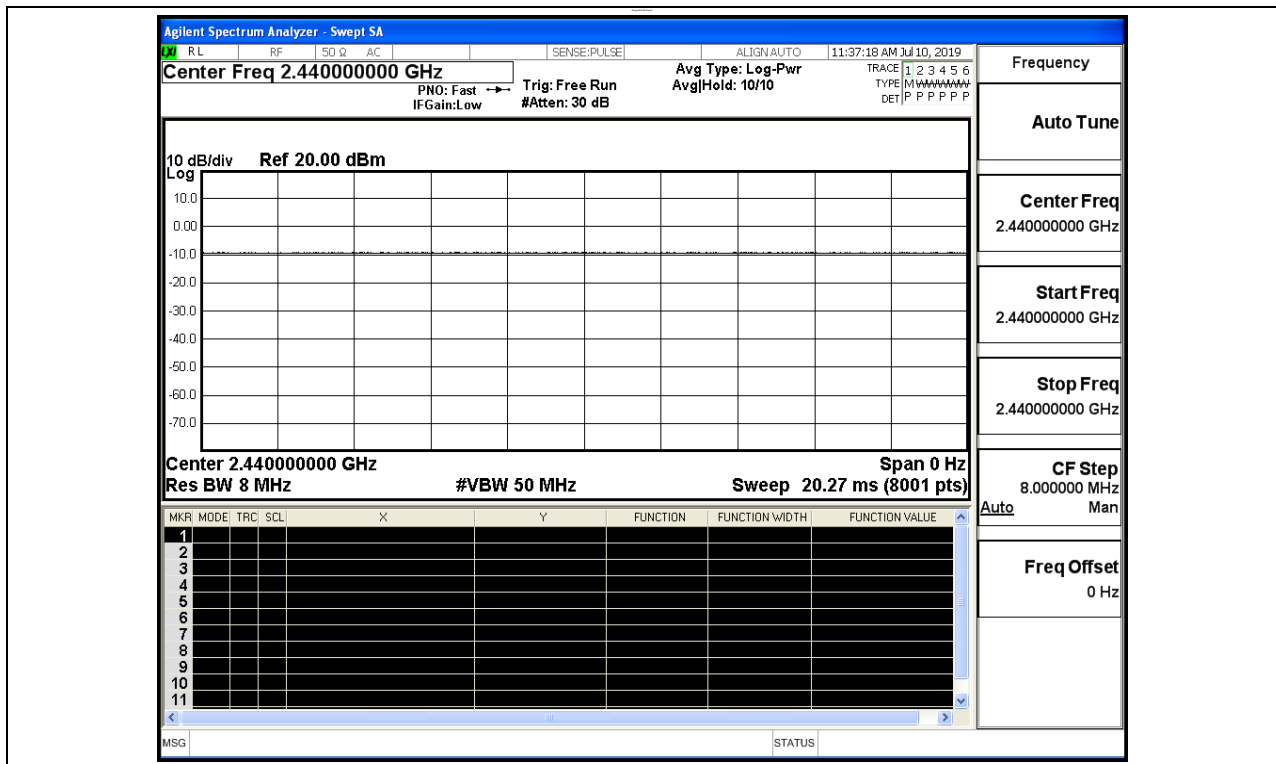 Agilent Spectrum Analyzer - Swept SA
LXI RL RF 50 Ω AC SENSE:PULSE ALIGN AUTO 11:37:18 AM Jul 10, 2019
Center Freq 2.440000000 GHz
PNO: Fast
IFGain:Low
Trig: Free Run
#Atten: 30 dB
Avg Type: Log-Pwr
Avg|Hold: 10/10
TRACE 1 2 3 4 5 6
TYPE M W W W W W
DET P P P P P P
10 dB/div Ref 20.00 dBm
Log
10.0
0.00
-10.0
-20.0
-30.0
-40.0
-50.0
-60.0
-70.0
Center 2.440000000 GHz Span 0 Hz
Res BW 8 MHz #VBW 50 MHz Sweep 20.27 ms (8001 pts)
MKR MODE TRC SCL X Y FUNCTION FUNCTION WIDTH FUNCTION VALUE
1
2
3
4
5
6
7
8
9
10
11
MSG STATUS
Frequency
Auto Tune
Center Freq
2.440000000 GHz
Start Freq
2.440000000 GHz
Stop Freq
2.440000000 GHz
CF Step
8.000000 MHz
Auto Man
Freq Offset
0 Hz